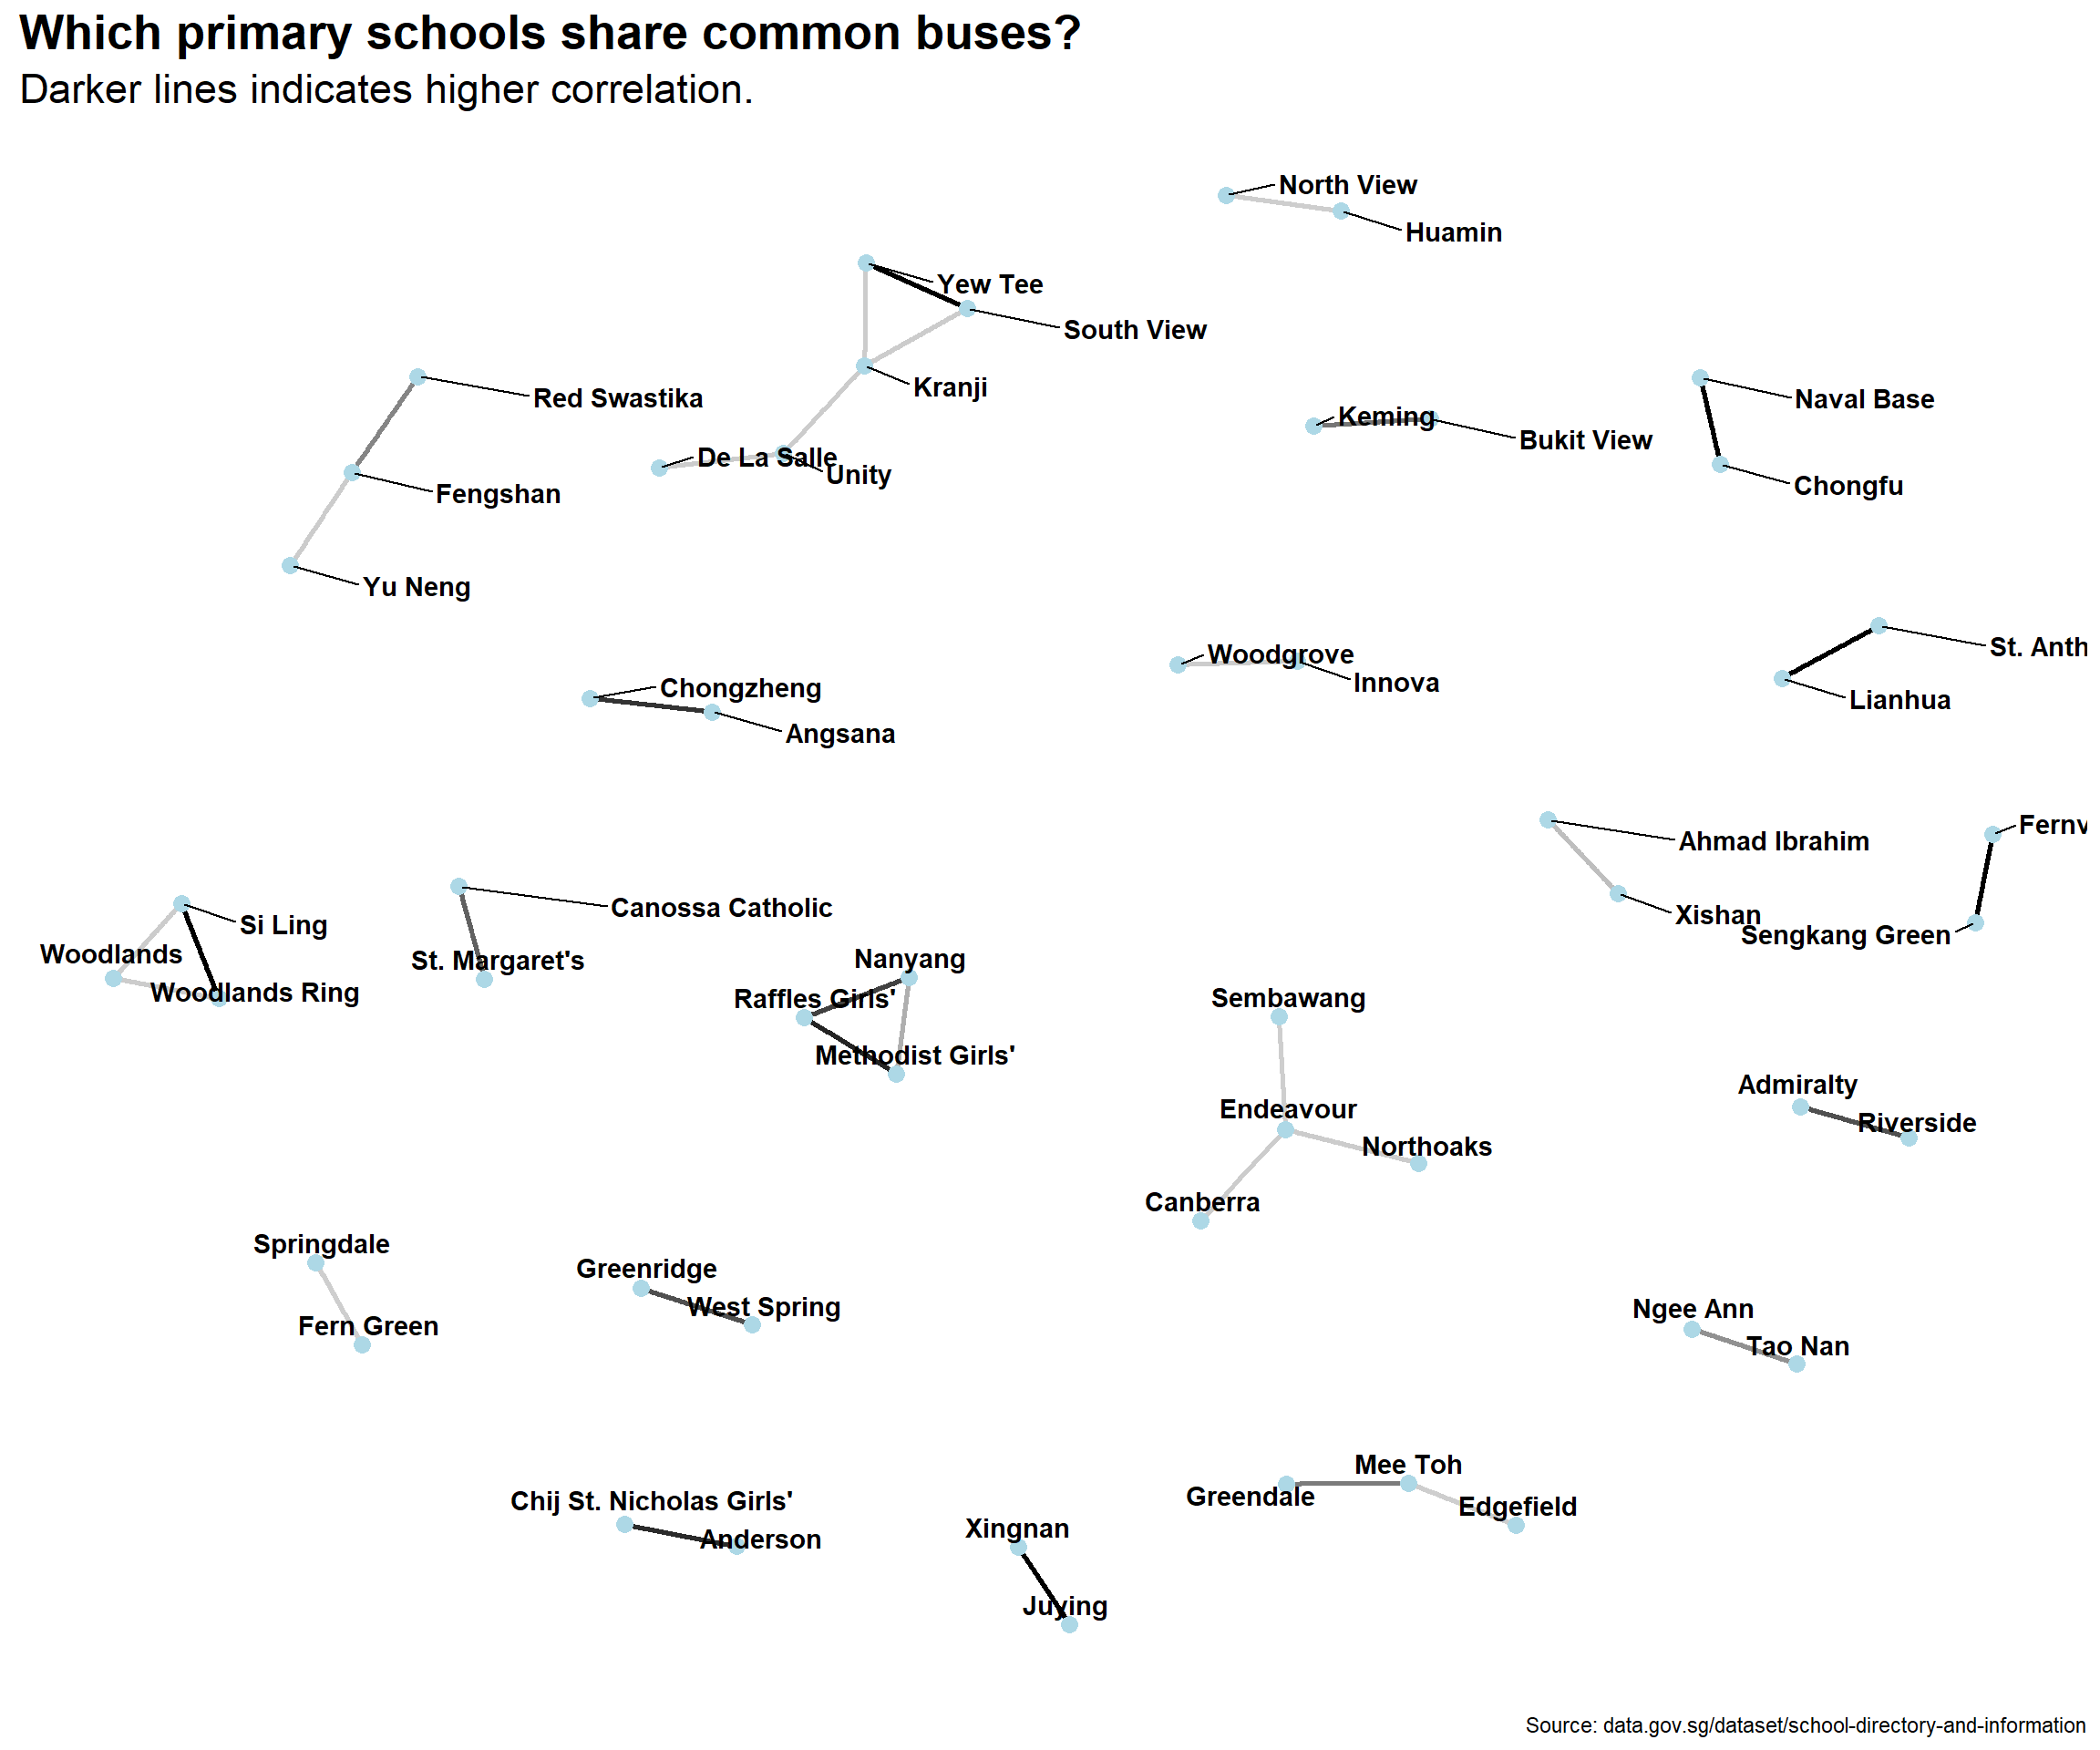 Which primary schools share common buses?
Darker lines indicates higher correlation.
North View
Huamin
Yew Tee
South View
Kranji
Red Swastika
Naval Base
Keming
Bukit View
De La Salle
Unity
Fengshan
Chongfu
Yu Neng
St. Anth
Woodgrove
Innova
Chongzheng
Lianhua
Angsana
Fernv
Ahmad Ibrahim
Canossa Catholic
Xishan
Si Ling
Sengkang Green
Woodlands
St. Margaret's
Nanyang
Woodlands Ring
Raffles Girls'
Sembawang
Methodist Girls'
Admiralty
Endeavour
Riverside
Northoaks
Canberra
Springdale
Greenridge
West Spring
Ngee Ann
Fern Green
Tao Nan
Mee Toh
Greendale
Chij St. Nicholas Girls'
Edgefield
Xingnan
Anderson
Juying
Source: data.gov.sg/dataset/school-directory-and-information